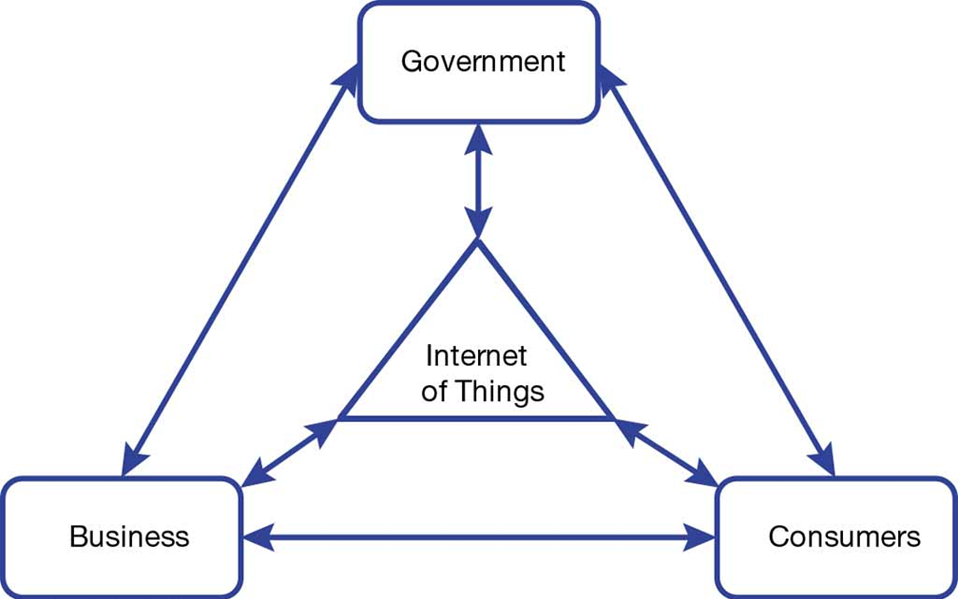 Government
Internet
of Things
Business
Consumers